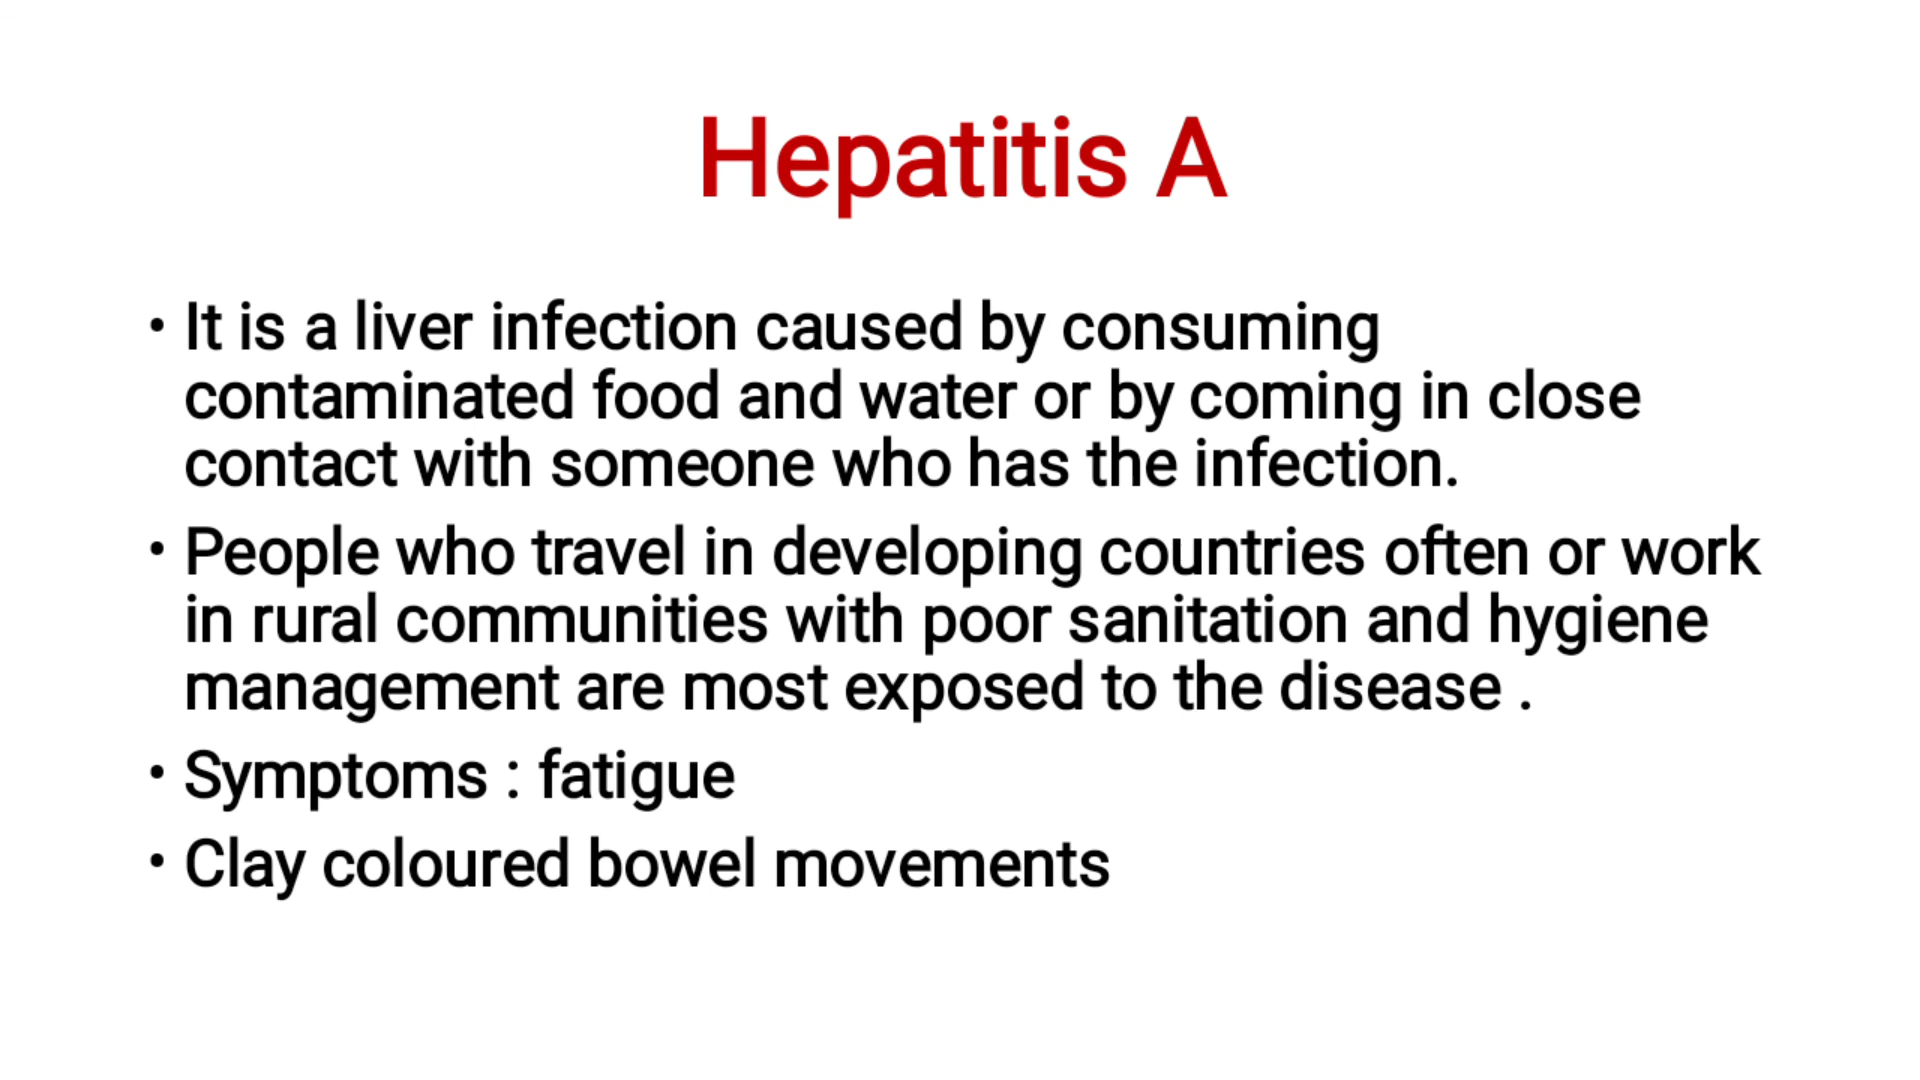 Hepatitis A
• It is a liver infection caused by consuming
contaminated food and water or by coming in close
contact with someone who has the infection.
• People who travel in developing countries often or work
in rural communities with poor sanitation and hygiene
management are most exposed to the disease .
• Symptoms : fatigue
• Clay coloured bowel movements